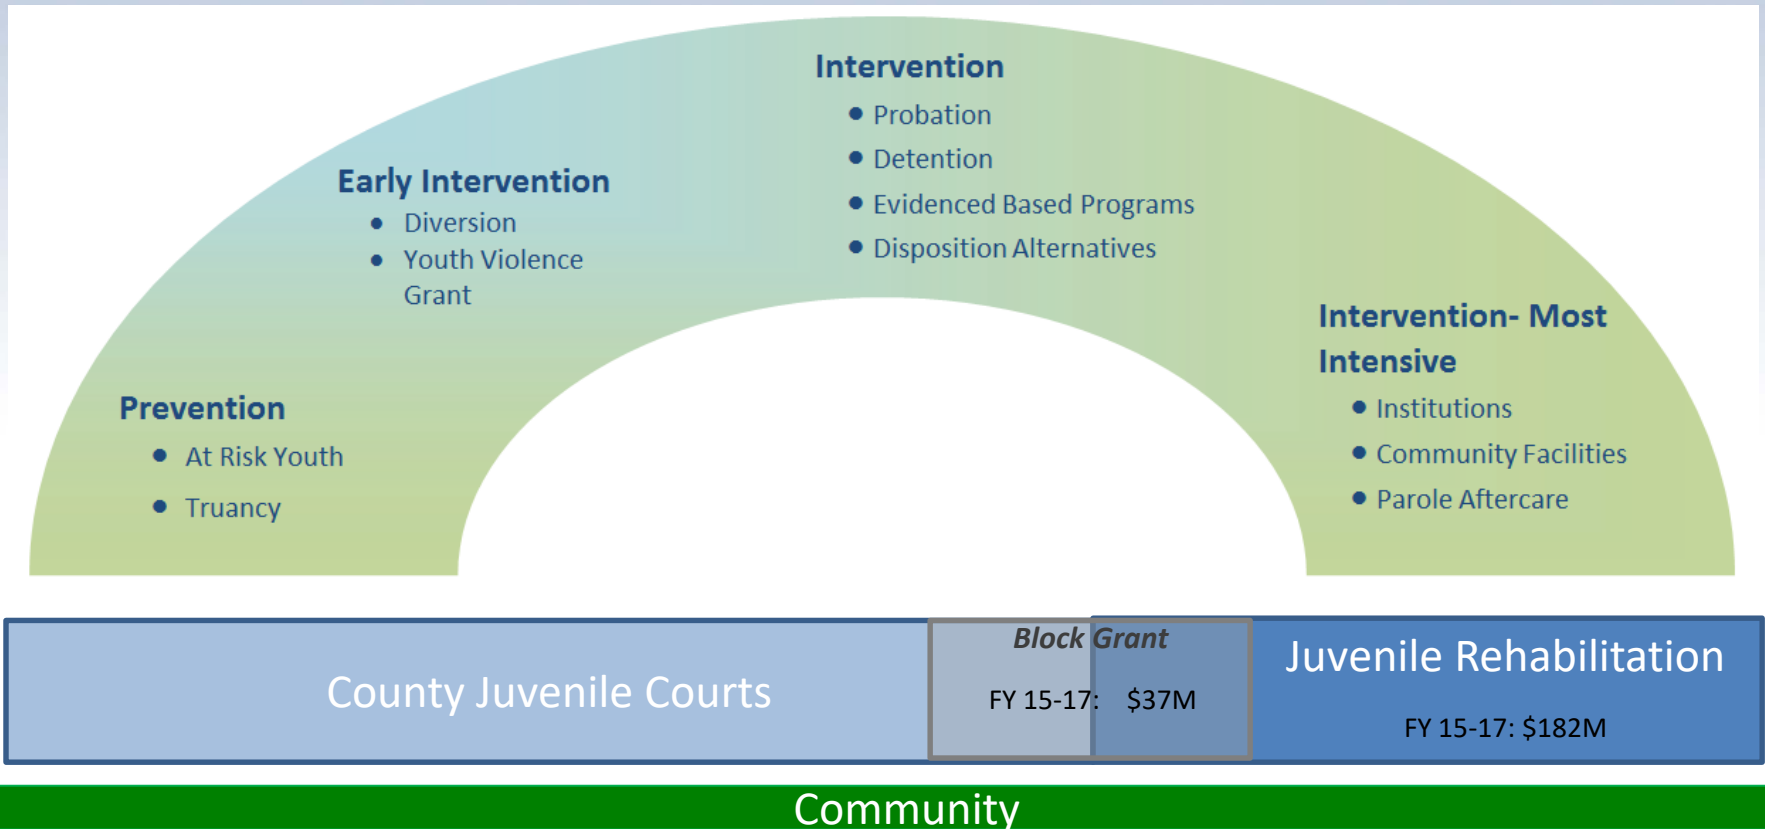 Intervention
● Probation
● Detention
● Evidenced Based Programs
● Disposition Alternatives
Early Intervention
● Diversion
● Youth Violence
Grant
Prevention
● At Risk Youth
● Truancy
Intervention- Most
Intensive
● Institutions
● Community Facilities
● Parole Aftercare
County Juvenile Courts
Block Grant
FY 15-17: $37M
Juvenile Rehabilitation
FY 15-17: $182M
Community